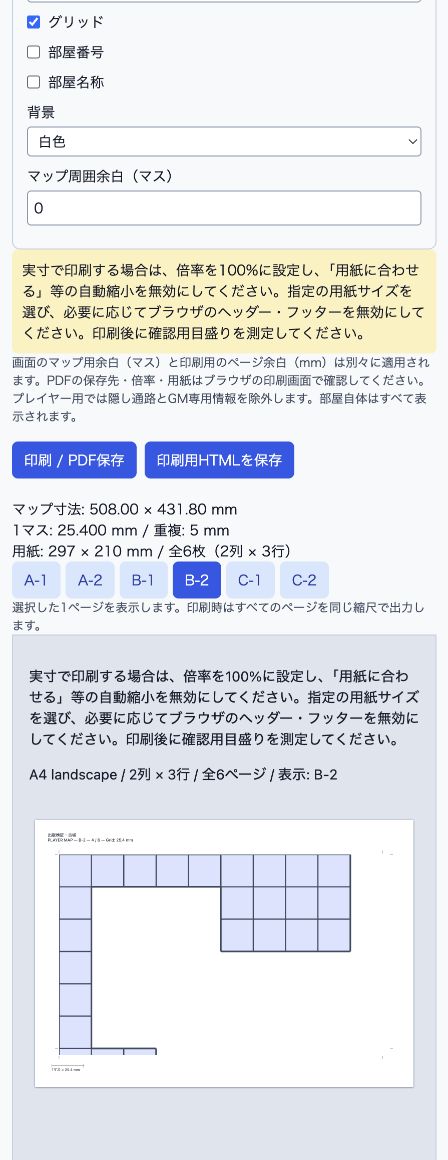 グリッド
部屋番号
部屋名称
背景
白色
マップ周囲余白（マス）
0
実寸で印刷する場合は、倍率を100%に設定し、「用紙に合わせ
る」等の自動縮小を無効にしてください。指定の用紙サイズを
選び、必要に応じてブラウザのヘッダー・フッターを無効にして
ください。印刷後に確認用目盛りを測定してください。
画面のマップ用余白（マス）と印刷用のページ余白（mm）は別々に適用され
ます。PDFの保存先・倍率・用紙はブラウザの印刷画面で確認してください。
プレイヤー用では隠し通路とGM専用情報を除外します。部屋自体はすべて表
示されます。
印刷 / PDF保存 印刷用HTMLを保存
マップ寸法: 508.00 × 431.80 mm
1マス: 25.400 mm / 重複: 5 mm
用紙: 297 × 210 mm / 全6枚（2列 × 3行）
A-1 A-2 B-1 B-2 C-1 C-2
選択した1ページを表示します。印刷時はすべてのページを同じ縮尺で出力し
ます。
実寸で印刷する場合は、倍率を100%に設定し、「用紙に合わ
せる」等の自動縮小を無効にしてください。指定の用紙サイズ
を選び、必要に応じてブラウザのヘッダー・フッターを無効に
してください。印刷後に確認用目盛りを測定してください。
A4 landscape / 2列 × 3行 / 全6ページ / 表示: B-2
PLAYER MAP — B-2 — 4 / 6 — Grid: 25.4 mm